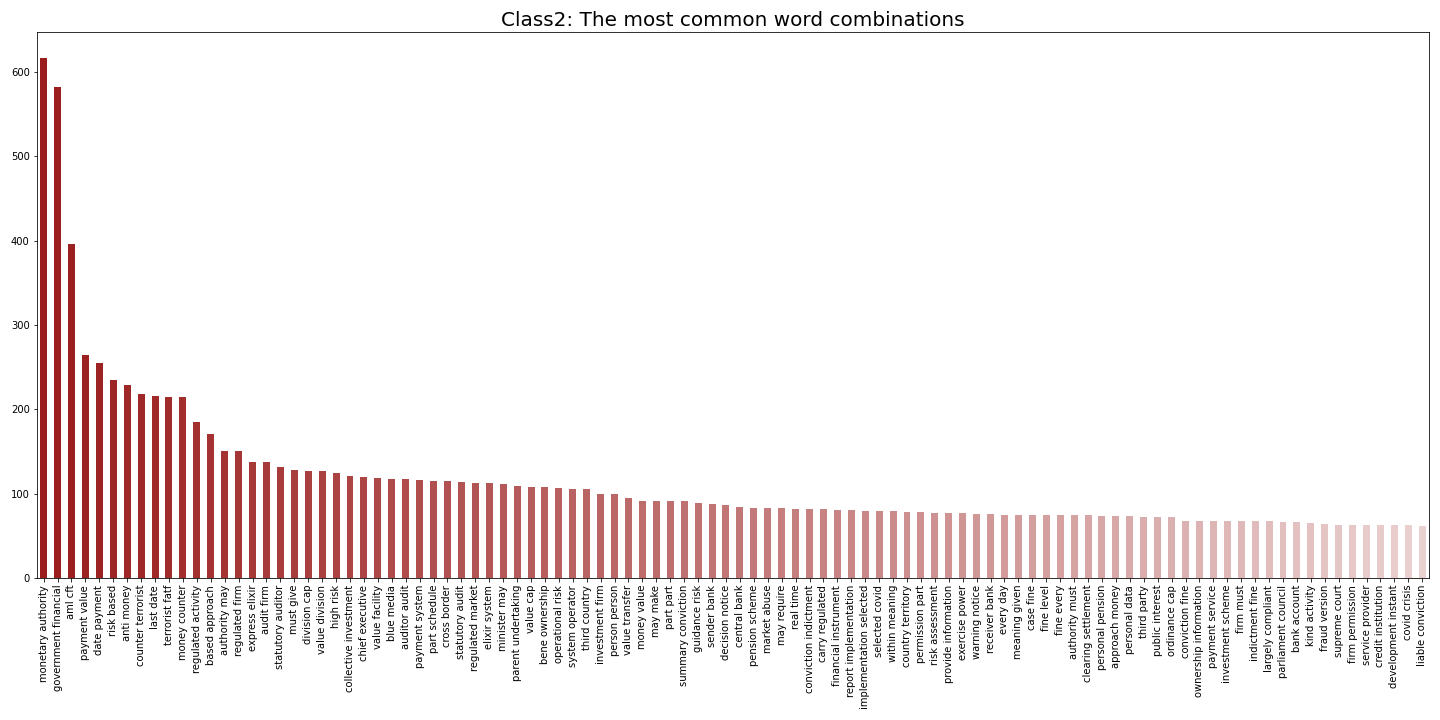 Class2: The most common word combinations
600
500
400
300
200
100
0
monetary authority
government financial
aml cft
payment value
date payment
risk based
anti money
counter terrorist
last date
terrorist fatf
money counter
regulated activity
based approach
authority may
regulated firm
express elixir
audit firm
statutory auditor
must give
division cap
value division
high risk
collective investment
chief executive
value facility
blue media
auditor audit
payment system
part schedule
cross border
statutory audit
regulated market
elixir system
minister may
parent undertaking
value cap
bene ownership
operational risk
system operator
third country
investment firm
person person
value transfer
money value
may make
part part
summary conviction
guidance risk
sender bank
decision notice
central bank
pension scheme
market abuse
may require
real time
conviction indictment
carry regulated
financial instrument
report implementation
implementation selected
selected covid
within meaning
country territory
permission part
risk assessment
provide information
exercise power
warning notice
receiver bank
every day
meaning given
case fine
fine level
fine every
authority must
clearing settlement
personal pension
approach money
personal data
third party
public interest
ordinance cap
conviction fine
ownership information
payment service
investment scheme
firm must
indictment fine
largely compliant
parliament council
bank account
kind activity
fraud version
supreme court
firm permission
service provider
credit institution
development instant
covid crisis
liable conviction